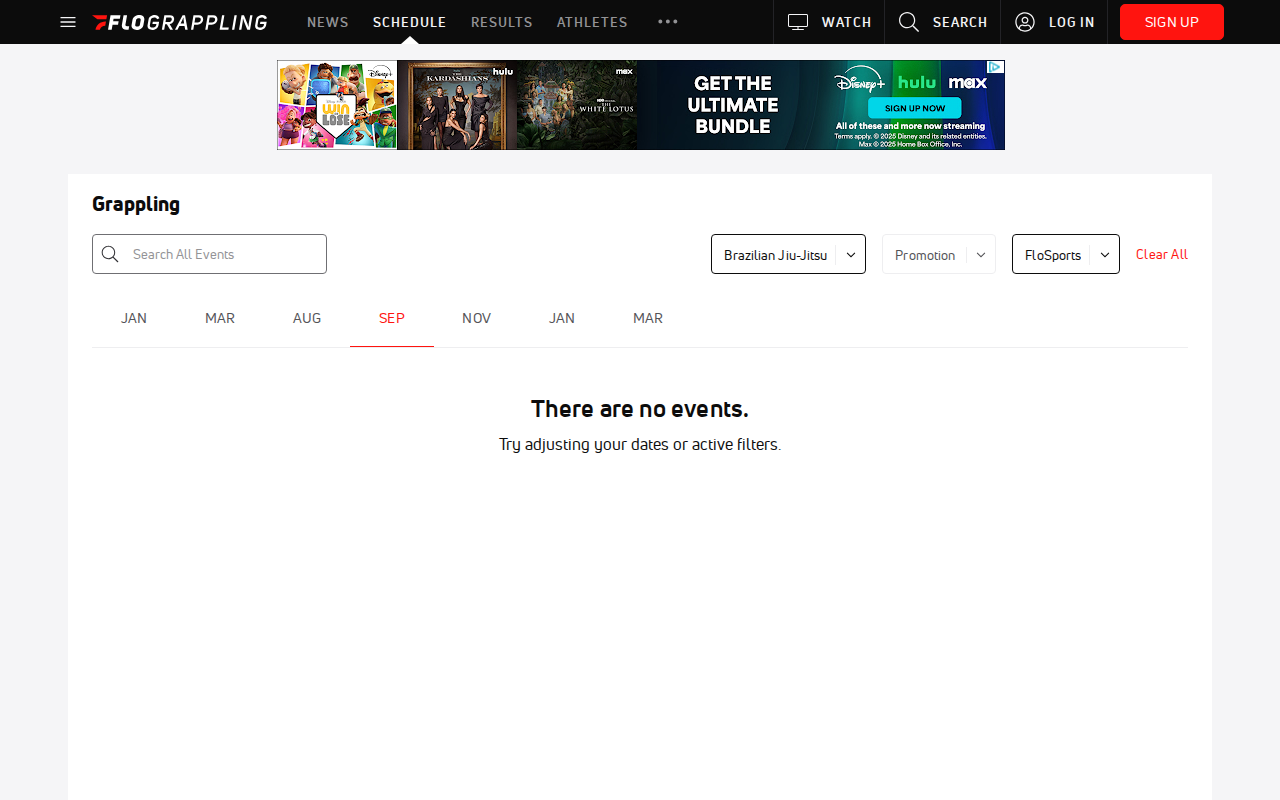 FLOGRAPPLING
NEWS
SCHEDULE
RESULTS
ATHLETES
WATCH
SEARCH
LOG IN
SIGN UP
WIN
LOSE
Disney+
THE KARDASHIANS
hulu
max
THE WHITE LOTUS
GET THE
ULTIMATE
BUNDLE
Disney+ hulu max
SIGN UP NOW
All of these and more now streaming
Terms apply. © 2025 Disney and its related entities.
Max © 2025 Home Box Office, Inc.
Grappling
Search All Events
Brazilian Jiu-Jitsu
Promotion
FloSports
Clear All
JAN
MAR
AUG
SEP
NOV
JAN
MAR
There are no events.
Try adjusting your dates or active filters.